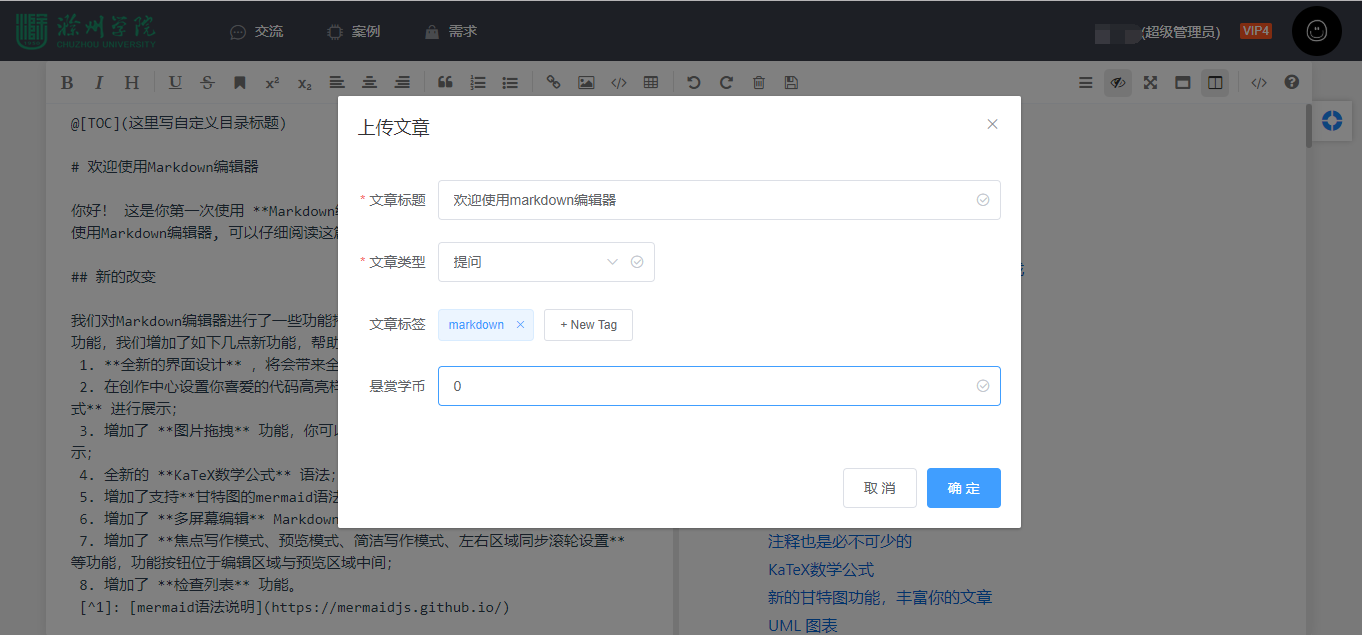 滁州学院
CHUZHOU UNIVERSITY
交流
案例
需求
(超级管理员)
VIP4
B I H U S x² x₂
@[TOC](这里写自定义目录标题)
# 欢迎使用Markdown编辑器
你好! 这是你第一次使用 **Markdown
使用Markdown编辑器, 可以仔细阅读这
## 新的改变
我们对Markdown编辑器进行了一些功能
功能, 我们增加了如下几点新功能, 帮助
1. **全新的界面设计** , 将会带来全
2. 在创作中心设置你喜爱的代码高亮
式** 进行展示;
3. 增加了 **图片拖拽** 功能, 你可
示;
4. 全新的 **KaTeX数学公式** 语法;
5. 增加了支持**甘特图的mermaid语法
6. 增加了 **多屏幕编辑** Markdown
7. 增加了 **焦点写作模式、预览模式、简洁写作模式、左右区域同步滚轮设置**
等功能, 功能按钮位于编辑区域与预览区域中间;
8. 增加了 **检查列表** 功能。
[^1]: [mermaid语法说明](https://mermaidjs.github.io/)
上传文章
* 文章标题
欢迎使用markdown编辑器
* 文章类型
提问
文章标签
markdown
+ New Tag
悬赏学币
0
取 消
确 定
注释也是必不可少的
KaTeX数学公式
新的甘特图功能, 丰富你的文章
UML 图表